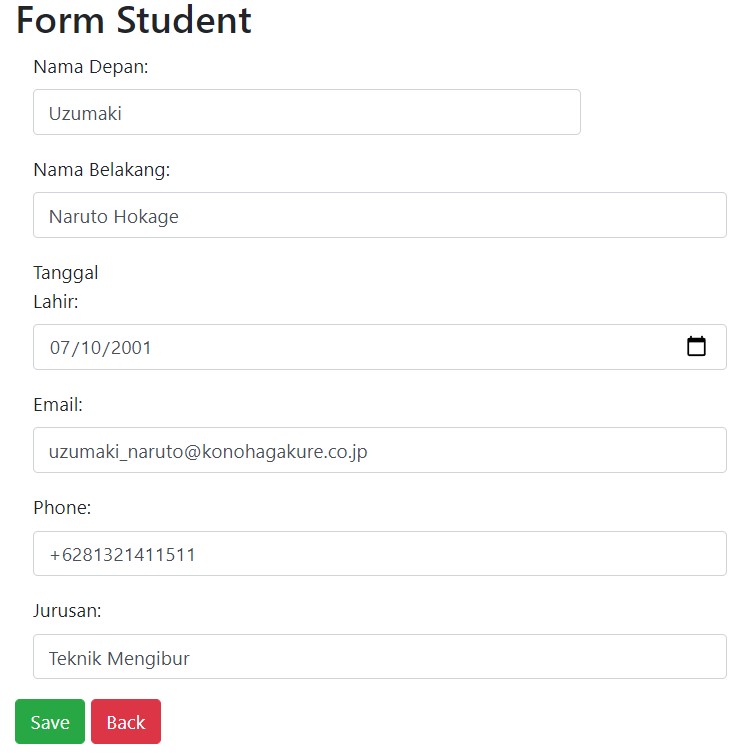 Form Student
Nama Depan:
Uzumaki
Nama Belakang:
Naruto Hokage
Tanggal
Lahir:
07/10/2001
Email:
uzumaki_naruto@konohagakure.co.jp
Phone:
+6281321411511
Jurusan:
Teknik Mengibur
Save Back